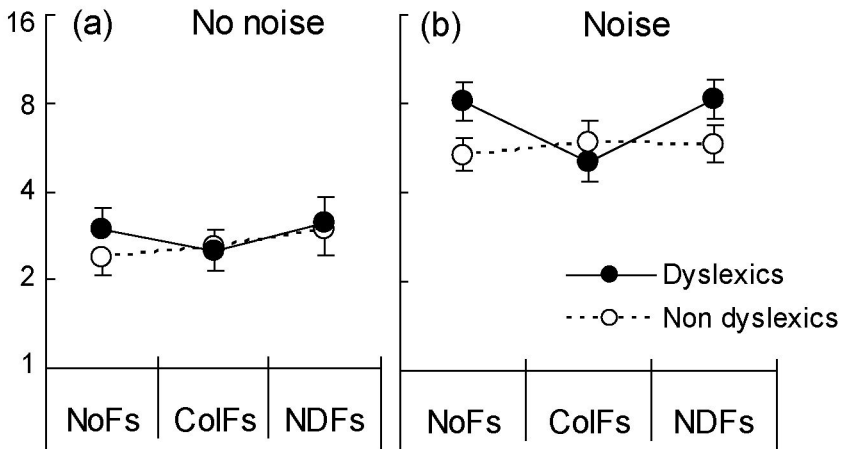 (a) No noise
(b) Noise
16
8
4
2
1
Dyslexics
Non dyslexics
NoFs ColFs NDFs
NoFs ColFs NDFs